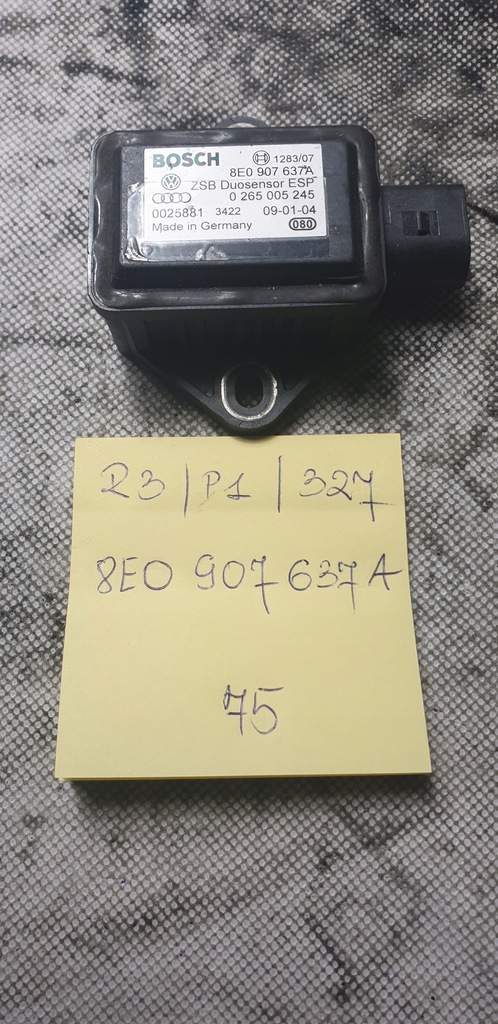 BOSCH 1283/07
8E0 907 637 A
ZSB Duosensor ESP
0 265 005 245
0025881 3422 09-01-04
Made in Germany 080
R3 | P1 | 327
8E0 907 637 A
75